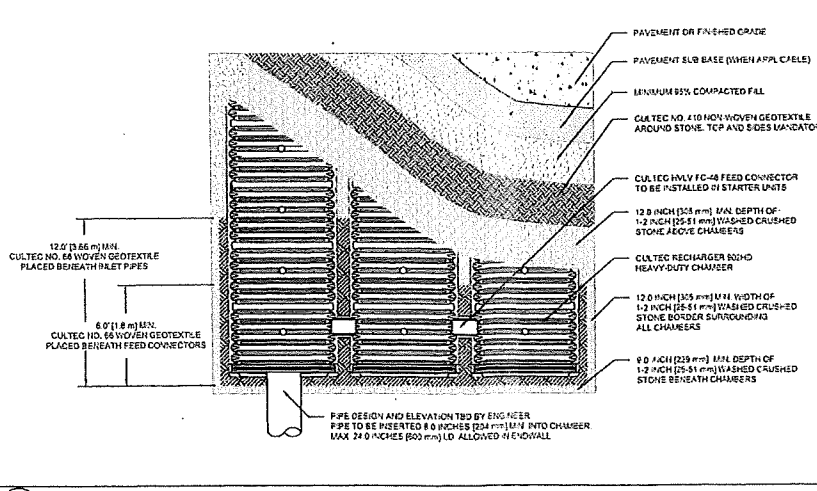 PAVEMENT OR FINISHED GRADE
PAVEMENT SUB BASE (WHEN APPLICABLE)
MINIMUM 95% COMPACTED FILL
CULTEC NO. 410 NON-WOVEN GEOTEXTILE
AROUND STONE. TOP AND SIDES MANDATOR
CULTEC HVLV FC-48 FEED CONNECTOR
TO BE INSTALLED IN STARTER UNITS
12.0 INCH [305 mm] MIN. DEPTH OF
1-2 INCH [25-51 mm] WASHED CRUSHED
STONE ABOVE CHAMBERS
CULTEC RECHARGER 902HD
HEAVY-DUTY CHAMBER
12.0 INCH [305 mm] MIN. WIDTH OF
1-2 INCH [25-51 mm] WASHED CRUSHED
STONE BORDER SURROUNDING
ALL CHAMBERS
9.0 INCH [229 mm] MIN. DEPTH OF
1-2 INCH [25-51 mm] WASHED CRUSHED
STONE BENEATH CHAMBERS
12.0' [3.66 m] MIN.
CULTEC NO. 66 WOVEN GEOTEXTILE
PLACED BENEATH INLET PIPES
6.0' [1.8 m] MIN.
CULTEC NO. 66 WOVEN GEOTEXTILE
PLACED BENEATH FEED CONNECTORS
PIPE DESIGN AND ELEVATION TBD BY ENGINEER
PIPE TO BE INSERTED 8.0 INCHES [204 mm] MIN. INTO CHAMBER.
MAX. 24.0 INCHES [600 mm] I.D. ALLOWED IN ENDWALL